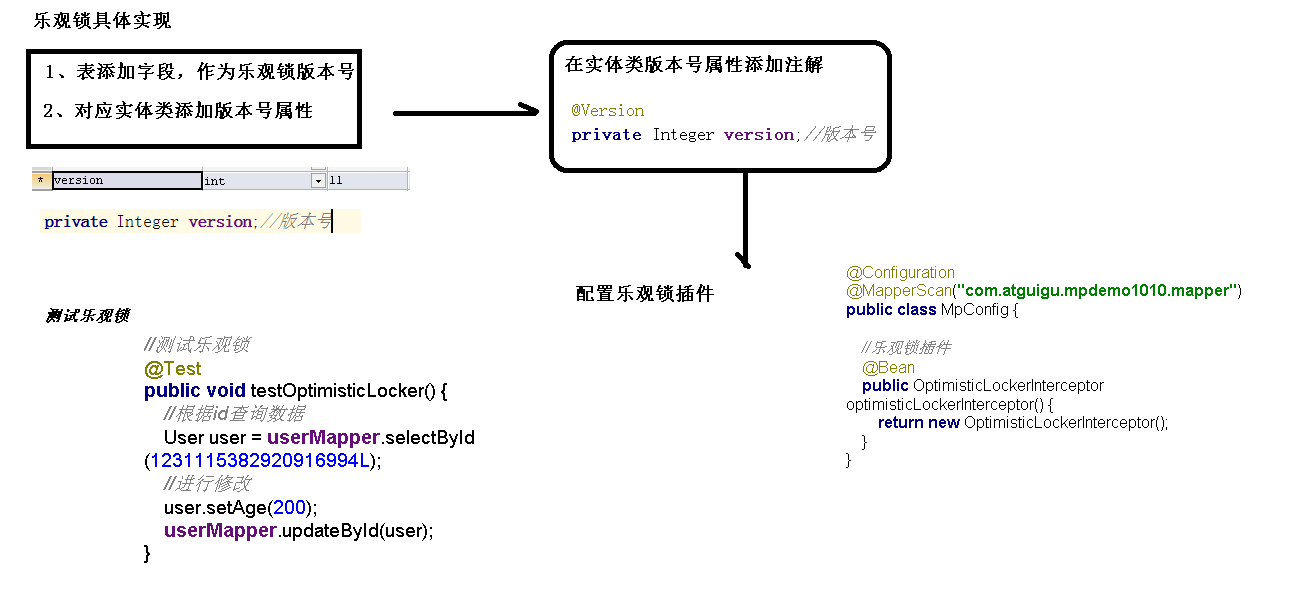 乐观锁具体实现
1、表添加字段，作为乐观锁版本号
2、对应实体类添加版本号属性
* version int 11
private Integer version;//版本号
在实体类版本号属性添加注解
@Version
private Integer version;//版本号
配置乐观锁插件
@Configuration
@MapperScan("com.atguigu.mpdemo1010.mapper")
public class MpConfig {
//乐观锁插件
@Bean
public OptimisticLockerInterceptor
optimisticLockerInterceptor() {
return new OptimisticLockerInterceptor();
}
}
测试乐观锁
//测试乐观锁
@Test
public void testOptimisticLocker() {
//根据id查询数据
User user = userMapper.selectById
(1231115382920916994L);
//进行修改
user.setAge(200);
userMapper.updateById(user);
}